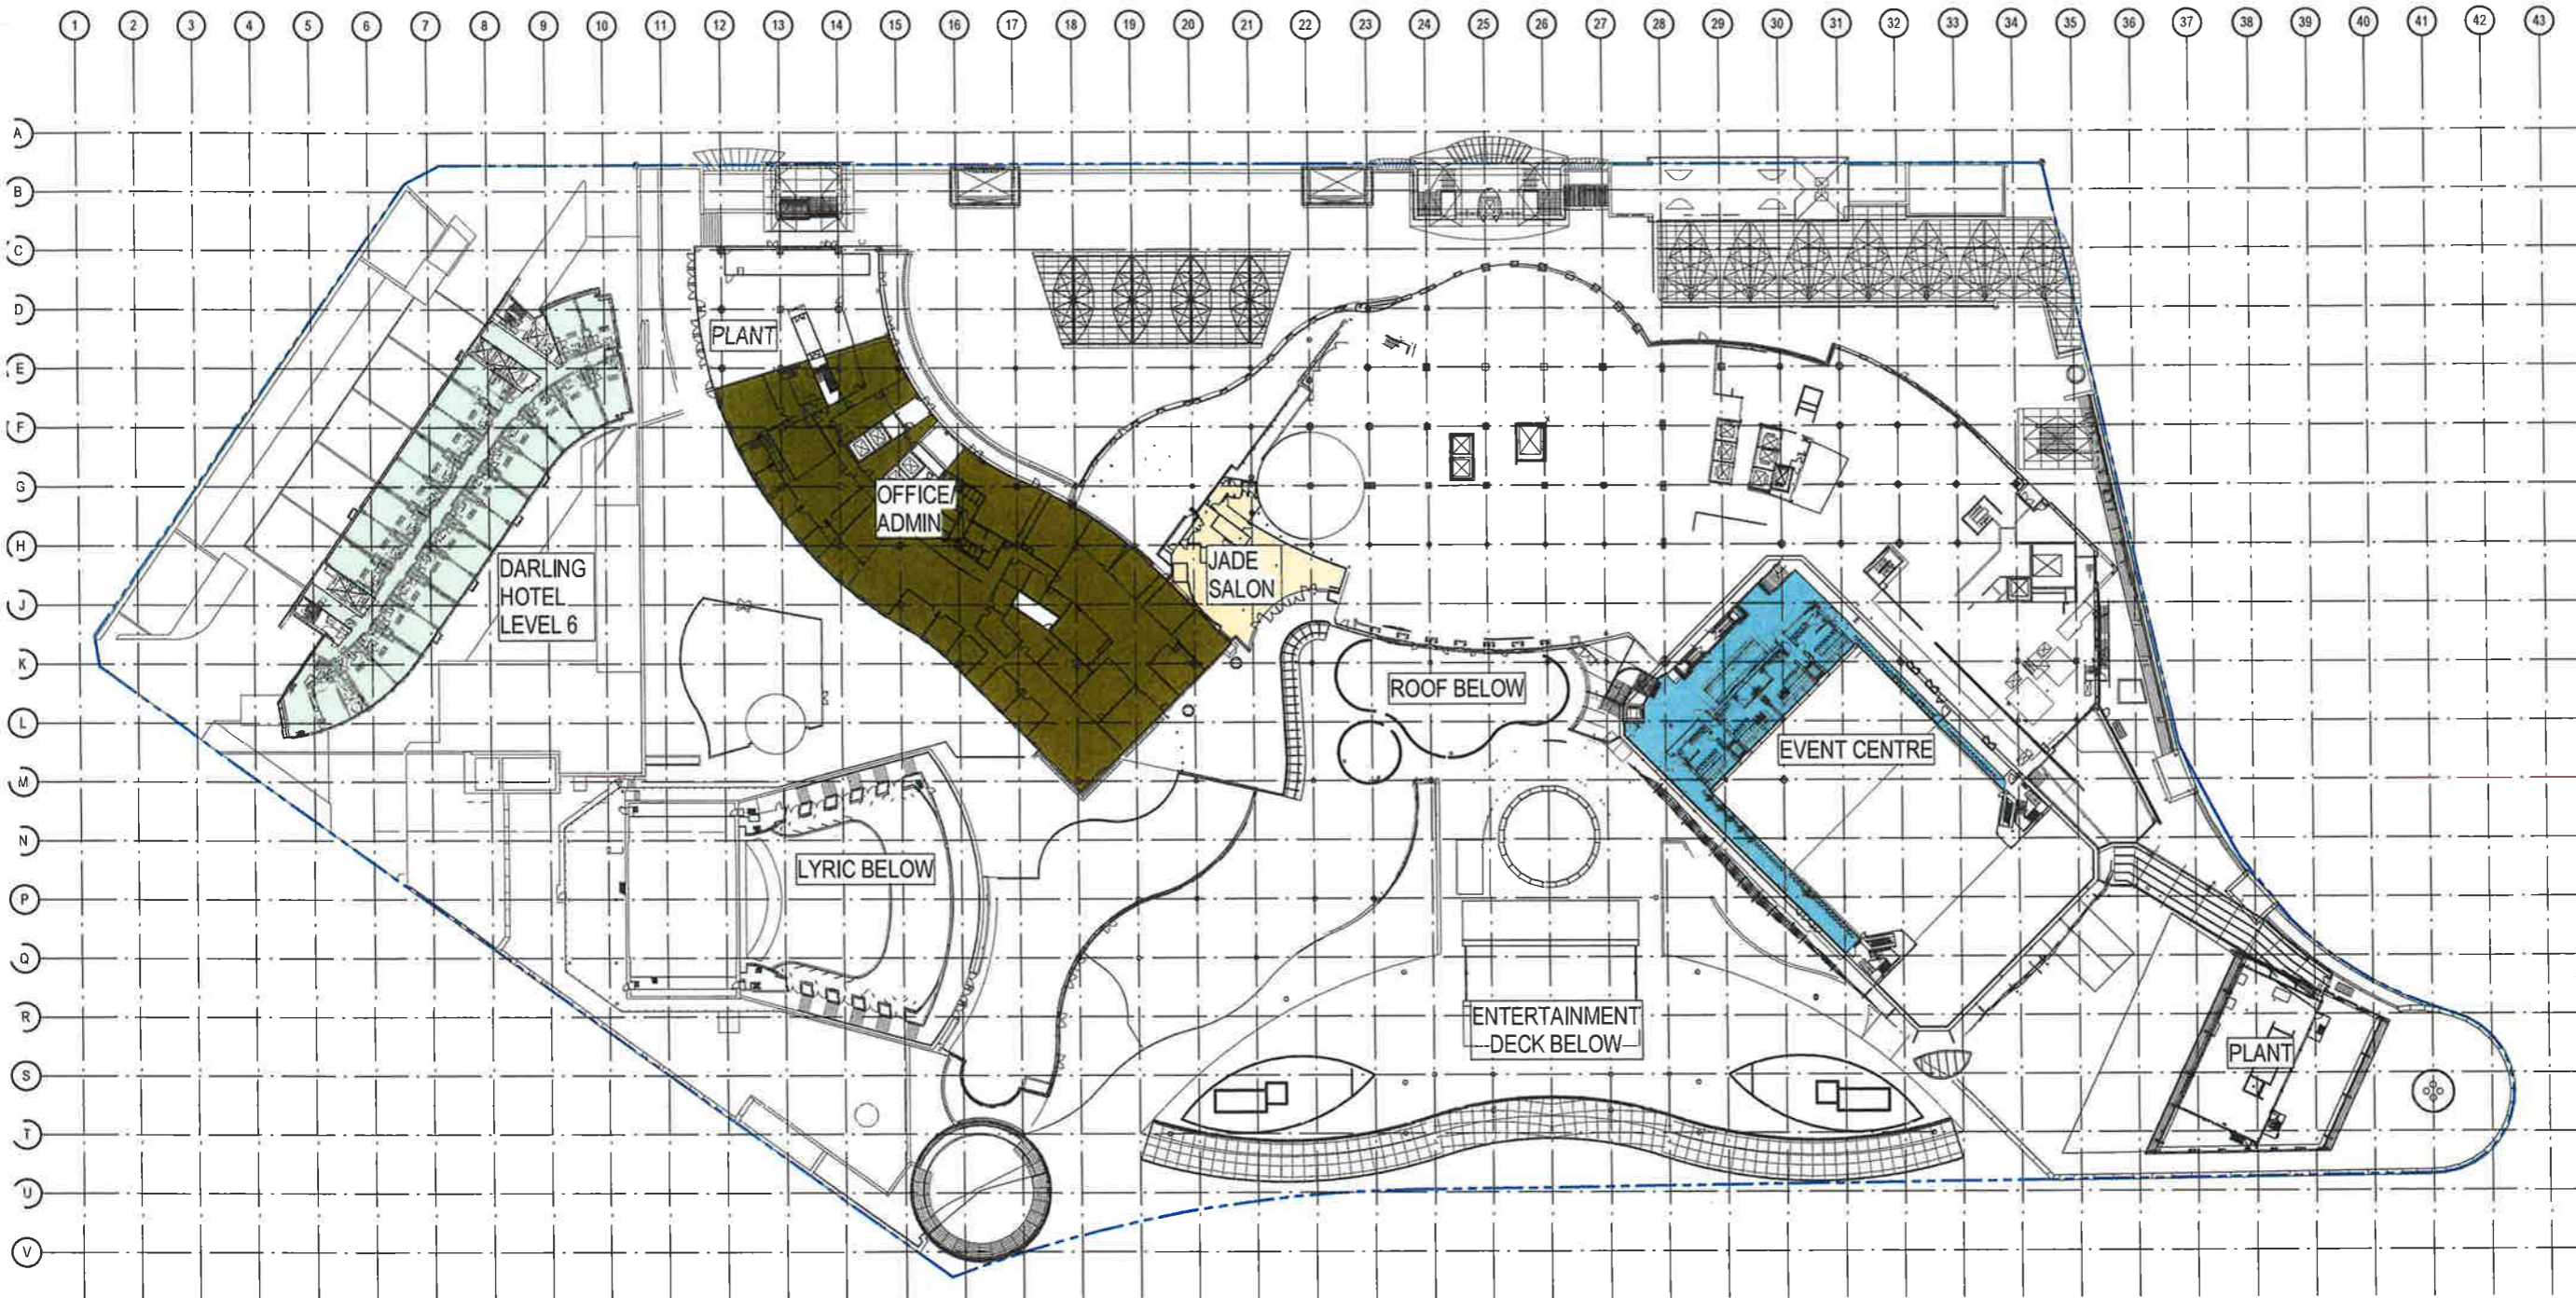 1 2 3 4 5 6 7 8 9 10 11 12 13 14 15 16 17 18 19 20 21 22 23 24 25 26 27 28 29 30 31 32 33 34 35 36 37 38 39 40 41 42 43
A
B
C
D
PLANT
E
F
G
OFFICE/
ADMIN
H
JADE
SALON
DARLING
HOTEL
LEVEL 6
J
K
ROOF BELOW
L
EVENT CENTRE
M
N
LYRIC BELOW
P
Q
R
ENTERTAINMENT
DECK BELOW
PLANT
S
T
U
V